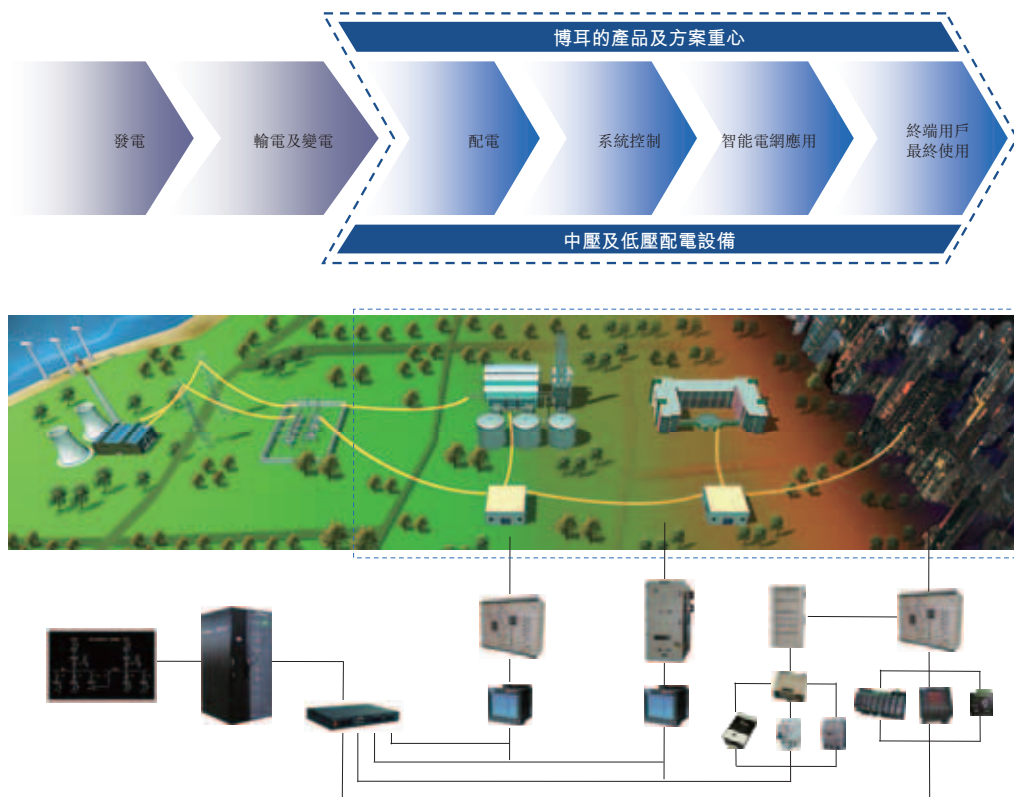 博耳的產品及方案重心
發電
輸電及變電
配電
系統控制
智能電網應用
終端用戶
最終使用
中壓及低壓配電設備